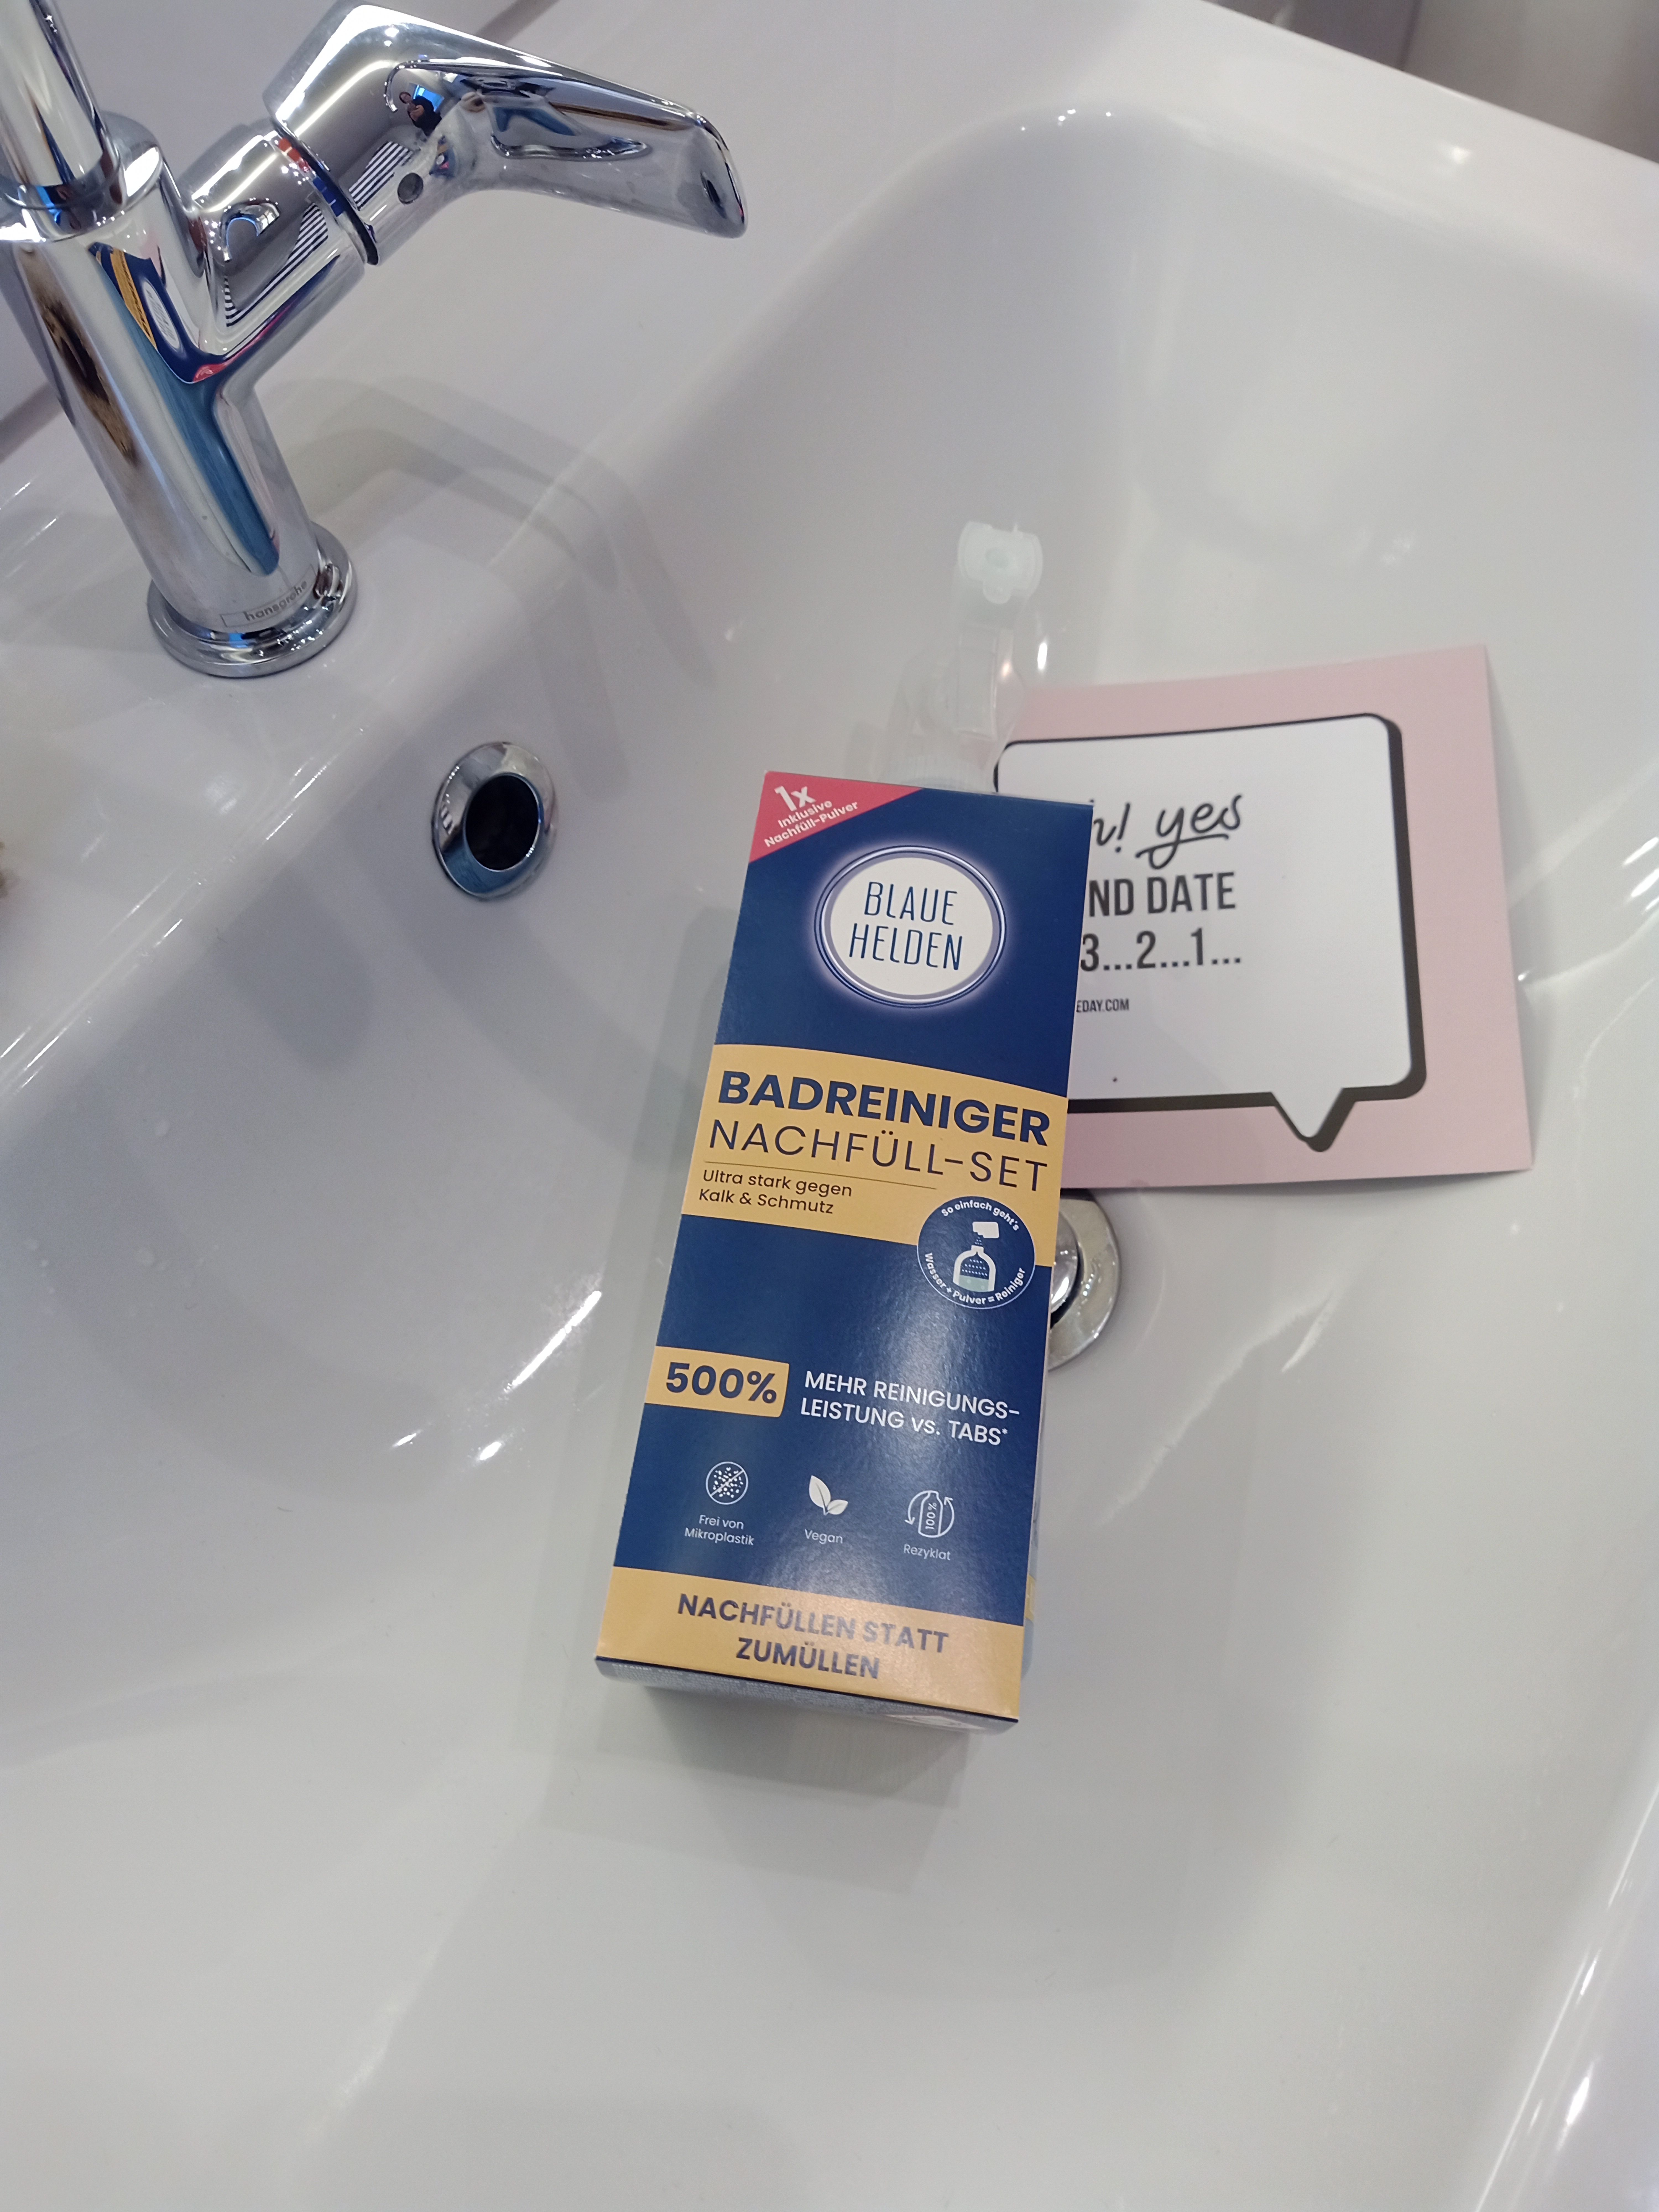 hansgrohe
1x
Inklusive
Nachfüll-Pulver
BLAUE
HELDEN
BADREINIGER
NACHFÜLL-SET
Ultra stark gegen
Kalk & Schmutz
So einfach geht's
Wasser + Pulver = Reiniger
500%
MEHR REINIGUNGS-
LEISTUNG vs. TABS*
Frei von
Mikroplastik
Vegan
100%
Rezyklat
NACHFÜLLEN STATT
ZUMÜLLEN
h! yes
ND DATE
3...2...1...
EDAY.COM